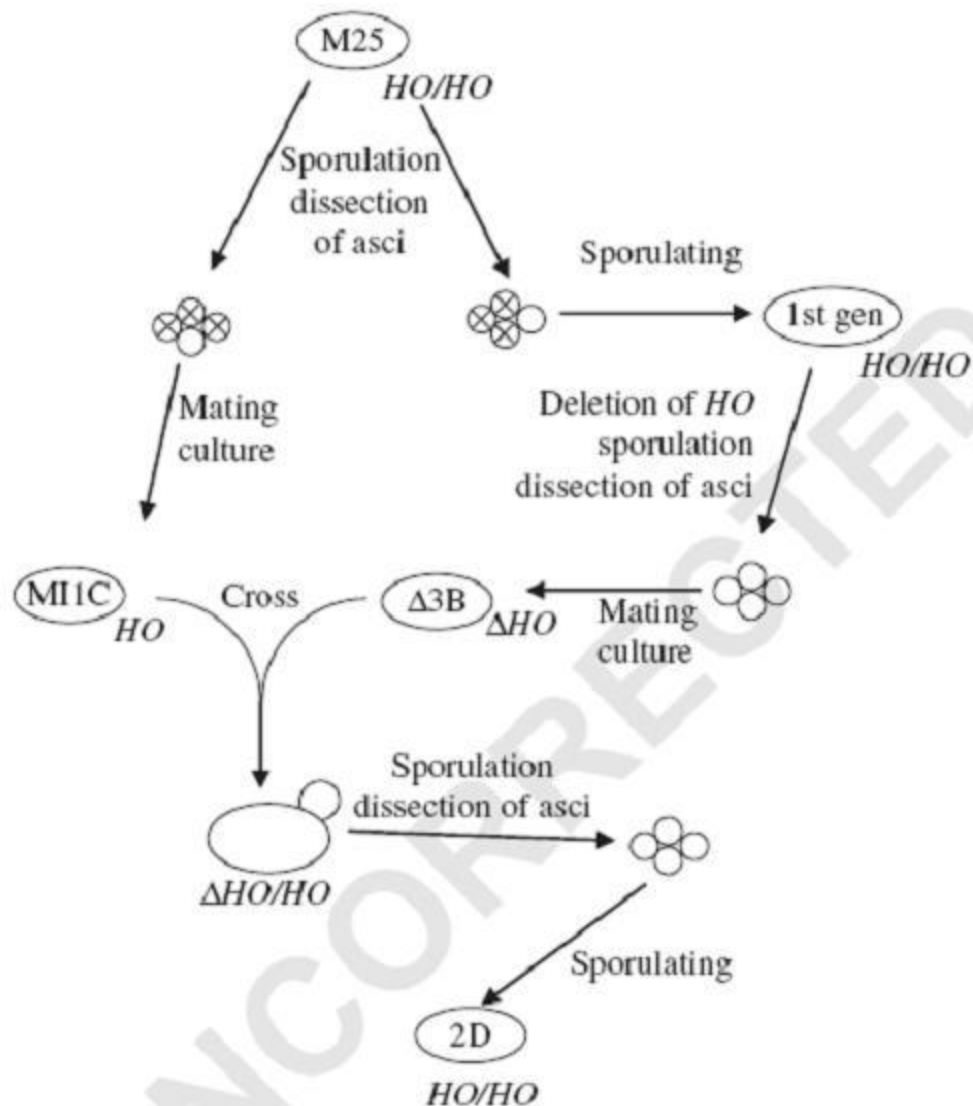 M25
HO/HO
Sporulation
dissection
of asci
Sporulating
1st gen
HO/HO
Mating
culture
Deletion of HO
sporulation
dissection of asci
MI1C
HO
Cross
Δ3B
ΔHO
Mating
culture
Sporulation
dissection of asci
ΔHO/HO
Sporulating
2D
HO/HO
NCORRECTED